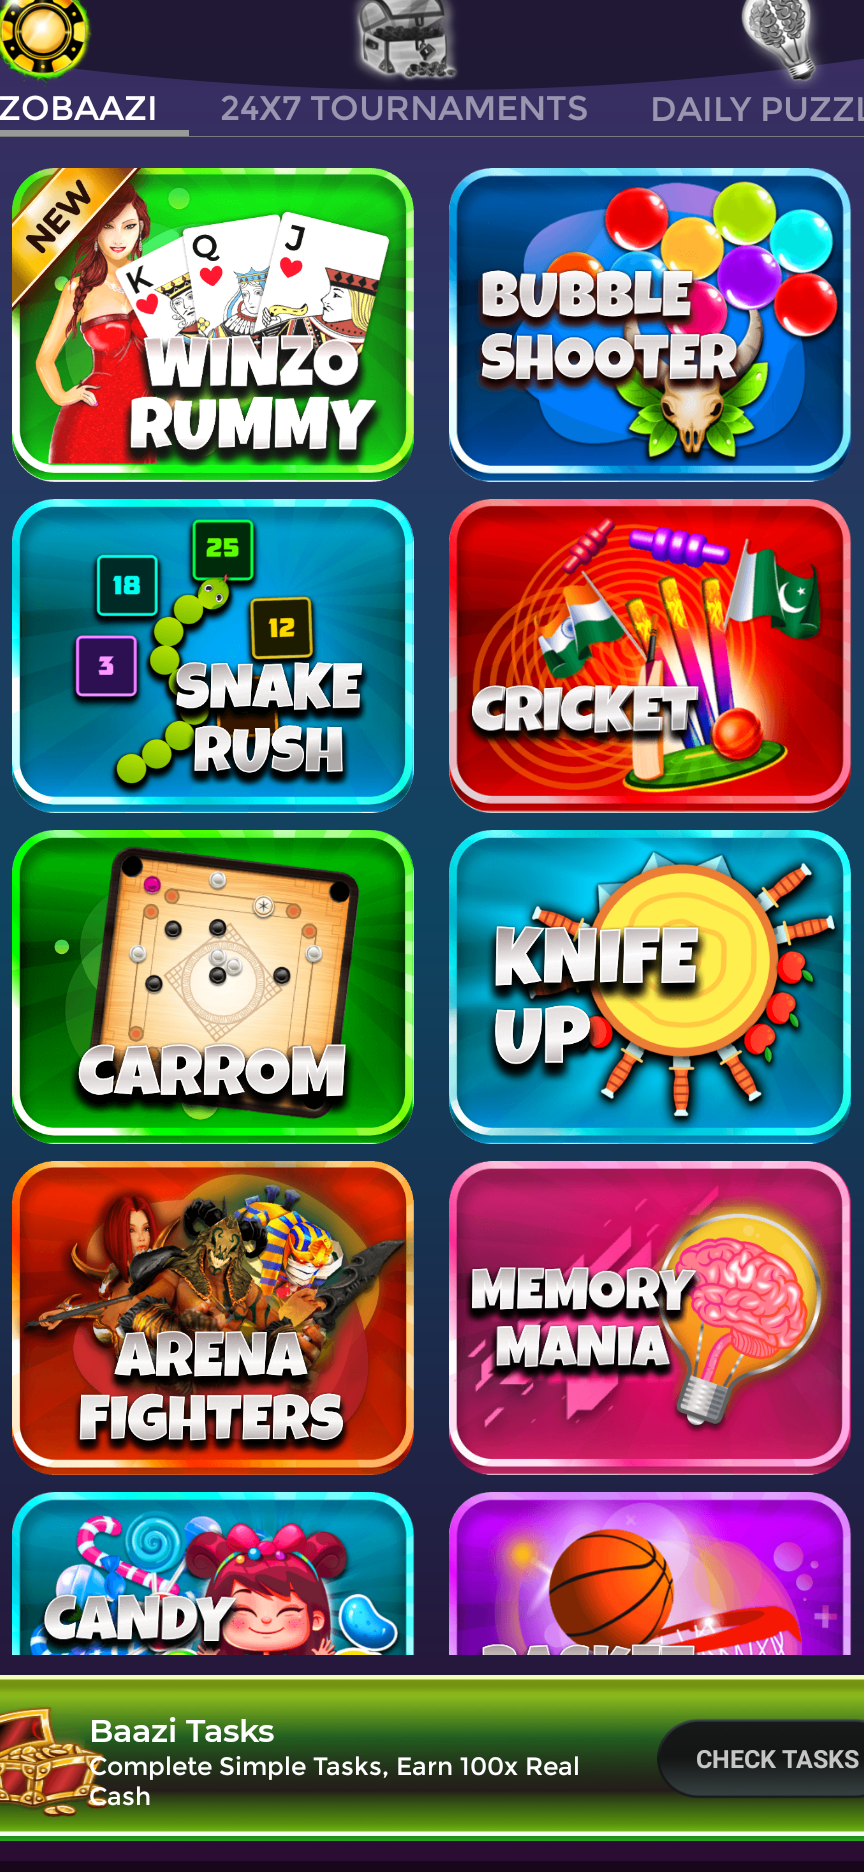 ZOBAAZI
24X7 TOURNAMENTS
DAILY PUZZL
NEW
K
Q
J
WINZO
RUMMY
BUBBLE
SHOOTER
25
18
12
3
SNAKE
RUSH
CRICKET
CARROM
KNIFE
UP
ARENA
FIGHTERS
MEMORY
MANIA
CANDY
BASKET
Baazi Tasks
Complete Simple Tasks, Earn 100x Real
Cash
CHECK TASKS